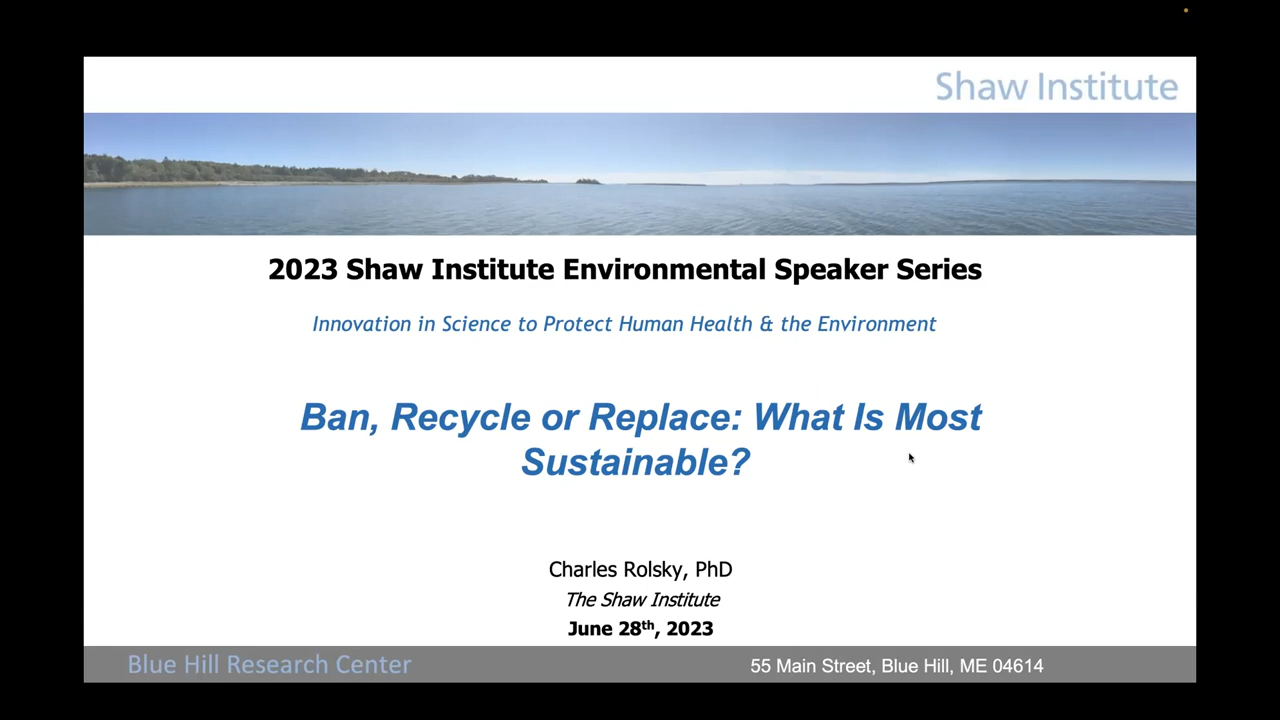 Shaw Institute
2023 Shaw Institute Environmental Speaker Series
Innovation in Science to Protect Human Health & the Environment
Ban, Recycle or Replace: What Is Most
Sustainable?
Charles Rolsky, PhD
The Shaw Institute
June 28th, 2023
Blue Hill Research Center
55 Main Street, Blue Hill, ME 04614